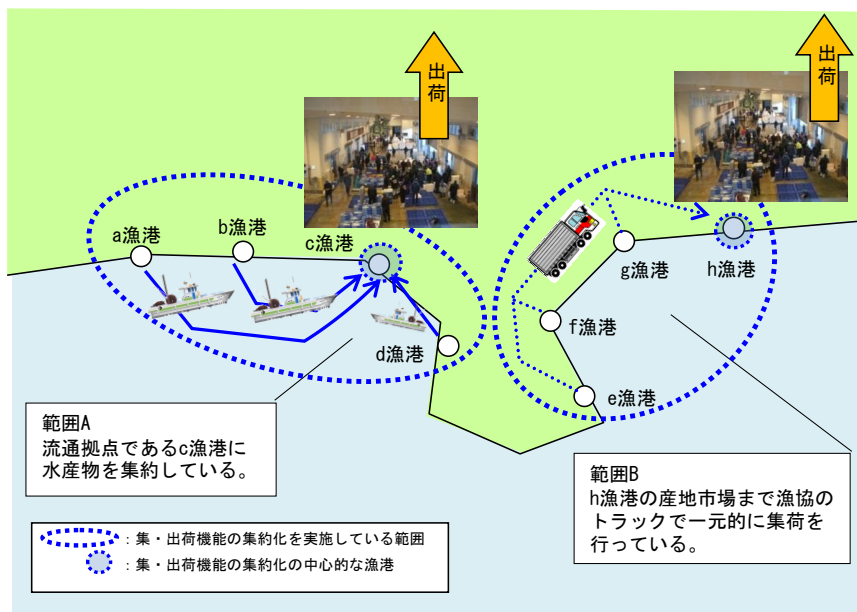 出荷
出荷
a漁港
b漁港
c漁港
d漁港
g漁港
h漁港
f漁港
e漁港
範囲A
流通拠点であるc漁港に
水産物を集約している。
範囲B
h漁港の産地市場まで漁協の
トラックで一元的に集荷を
行っている。
：集・出荷機能の集約化を実施している範囲
：集・出荷機能の集約化の中心的な漁港